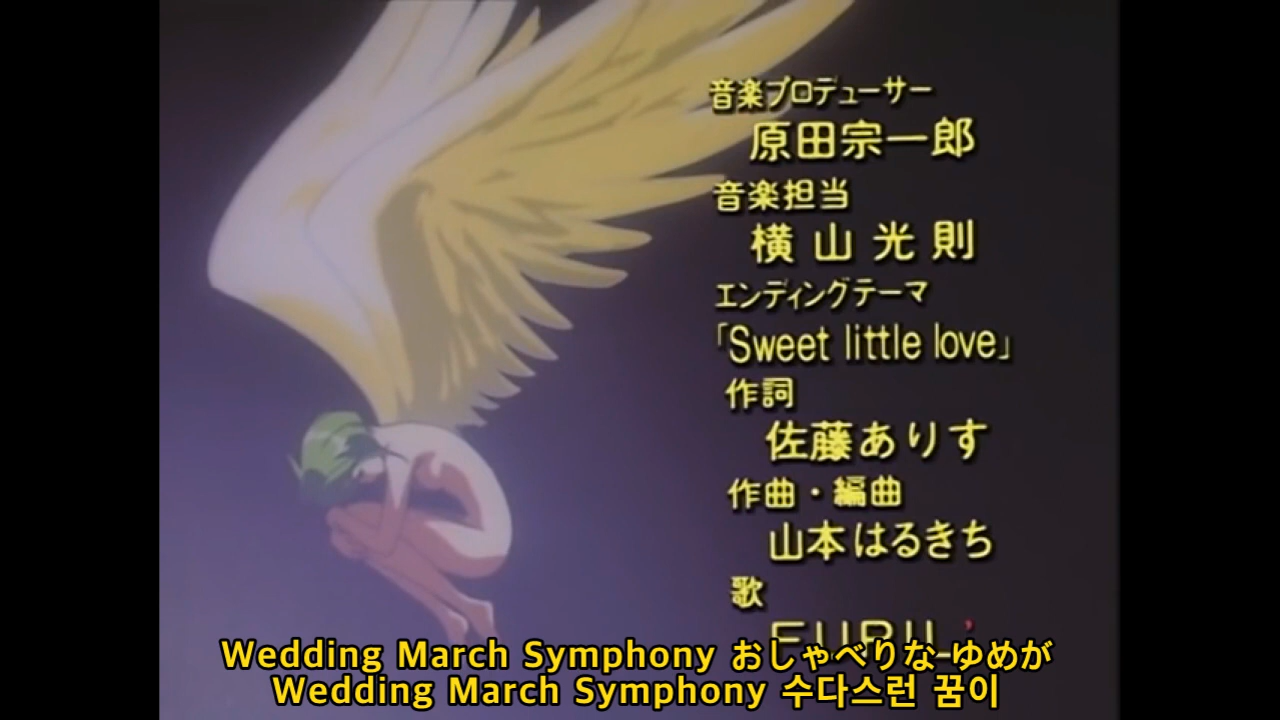 音楽プロデューサー
原田宗一郎
音楽担当
横山光則
エンディングテーマ
「Sweet little love」
作詞
佐藤ありす
作曲・編曲
山本はるきち
歌
Wedding March Symphony おしゃべりな ゆめが
Wedding March Symphony 수다스런 꿈이